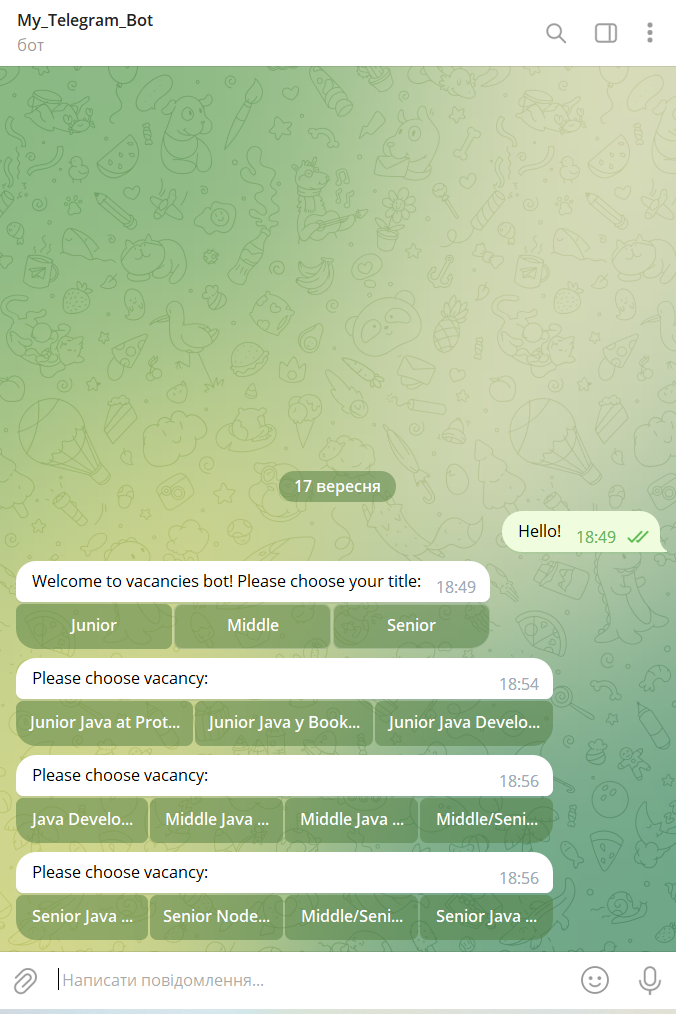 My_Telegram_Bot
бот
17 вересня
Hello! 18:49
Welcome to vacancies bot! Please choose your title: 18:49
Junior Middle Senior
Please choose vacancy: 18:54
Junior Java at Prot... Junior Java y Book... Junior Java Develo...
Please choose vacancy: 18:56
Java Develo... Middle Java ... Middle Java ... Middle/Seni...
Please choose vacancy: 18:56
Senior Java ... Senior Node... Middle/Seni... Senior Java ...
Написати повідомлення...